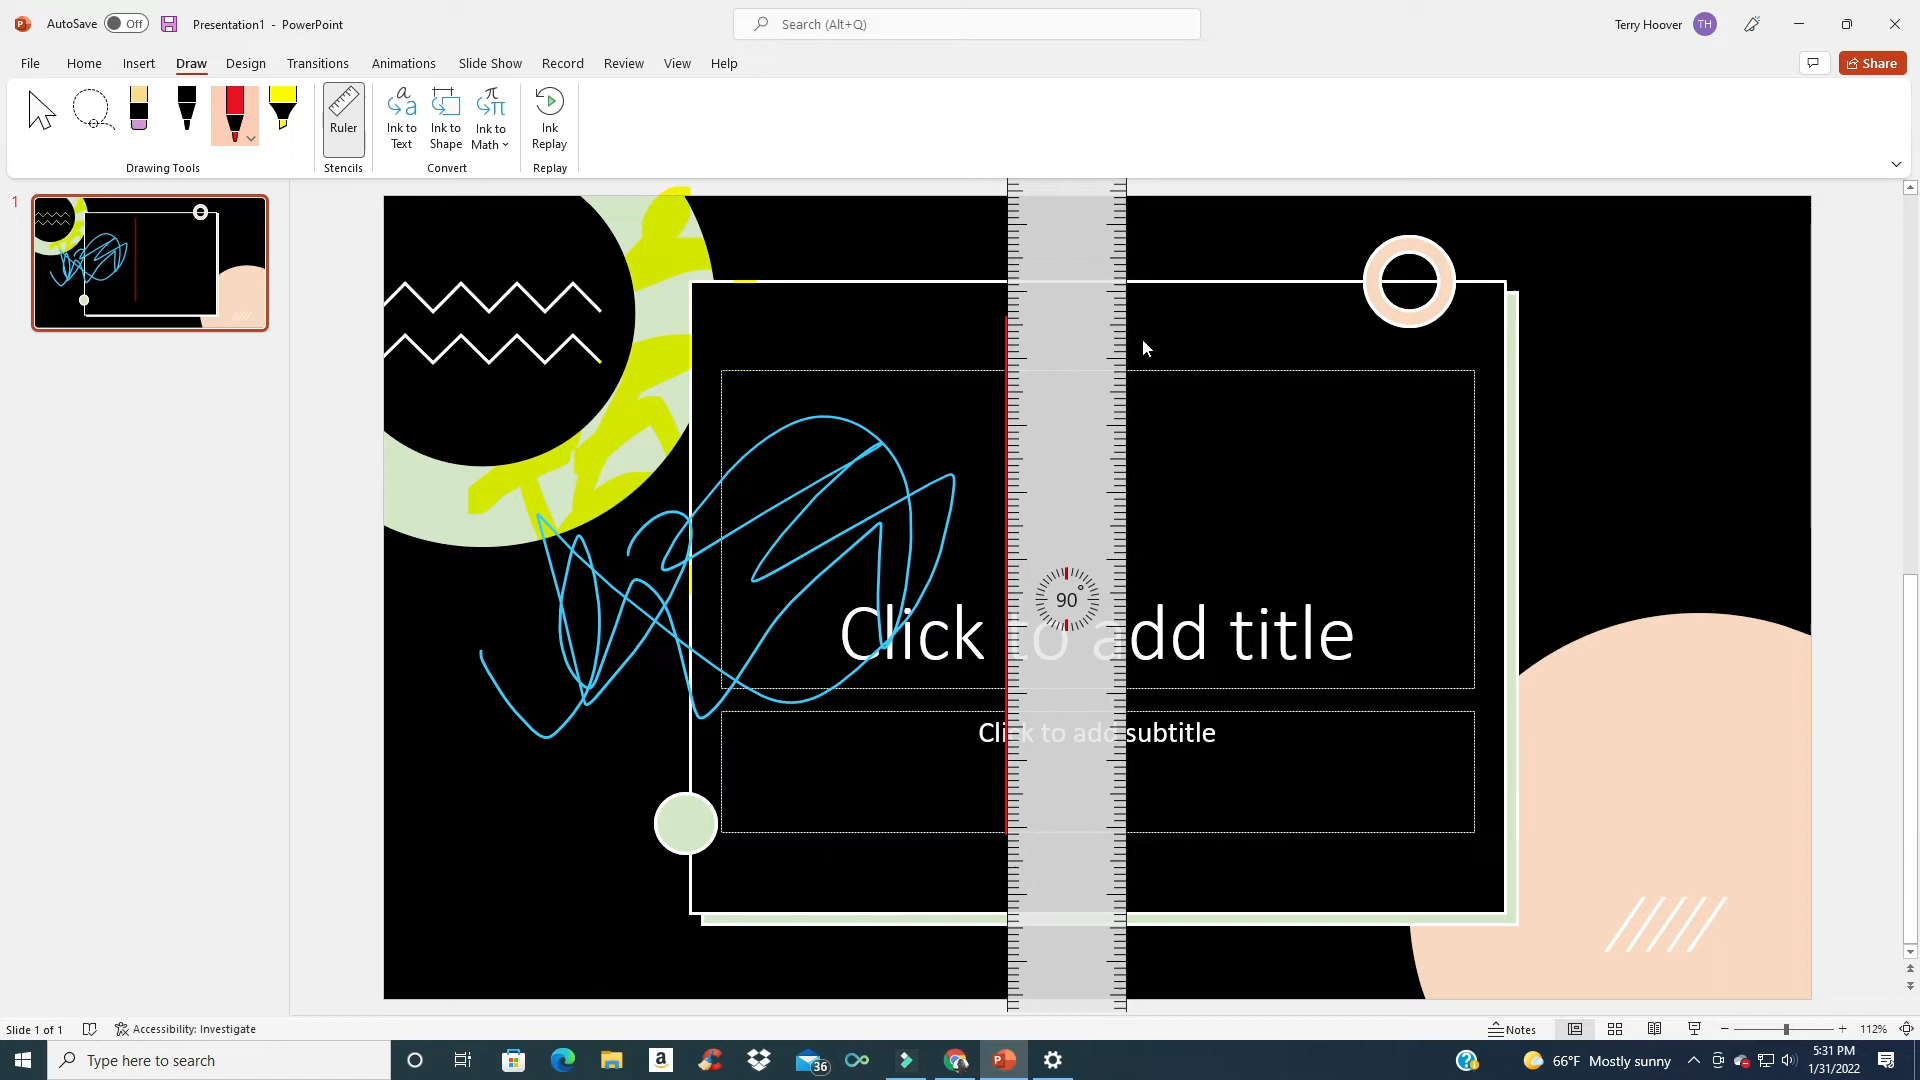 AutoSave Off Presentation1 - PowerPoint Search (Alt+Q) Terry Hoover TH
File Home Insert Draw Design Transitions Animations Slide Show Record Review View Help Share
Ruler
Ink to Text
Ink to Shape
Ink to Math
Ink Replay
Drawing Tools Stencils Convert Replay
1
90°
Click to add title
Click to add subtitle
Slide 1 of 1 Accessibility: Investigate Notes 112%
Type here to search 36 66°F Mostly sunny 5:31 PM
1/31/2022